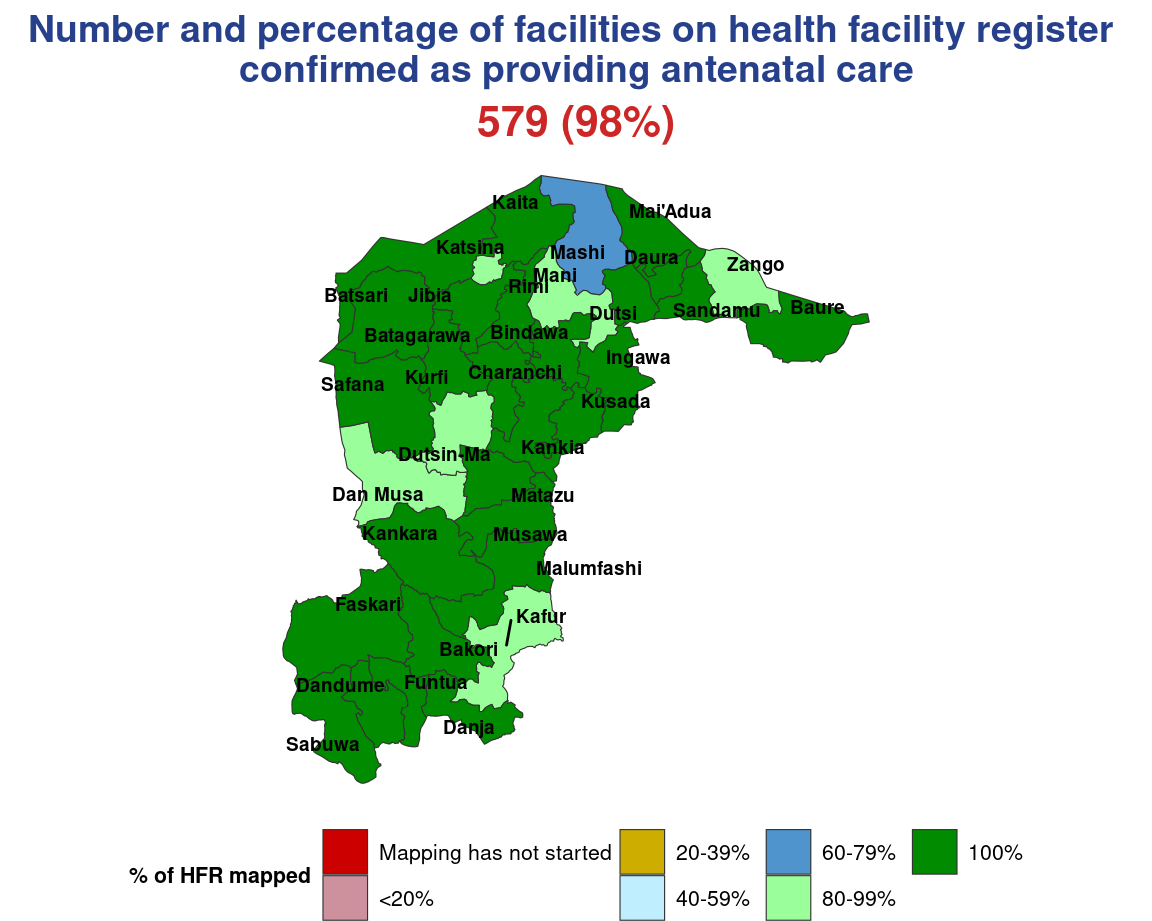 Number and percentage of facilities on health facility register
confirmed as providing antenatal care
579 (98%)
Kaita
Mai'Adua
Katsina
Mashi
Daura
Zango
Mani
Rimi
Batsari
Jibia
Dutsi
Sandamu
Baure
Batagarawa
Bindawa
Ingawa
Safana
Kurfi
Charanchi
Kusada
Dutsin-Ma
Kankia
Dan Musa
Matazu
Kankara
Musawa
Malumfashi
Faskari
Kafur
Bakori
Dandume
Funtua
Danja
Sabuwa
% of HFR mapped
Mapping has not started
<20%
20-39%
40-59%
60-79%
80-99%
100%